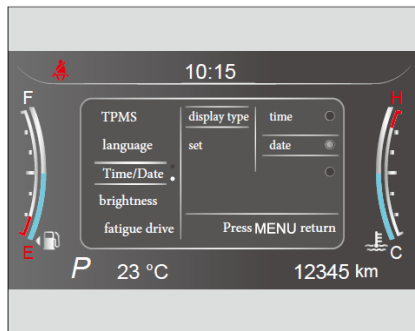 10:15
F
H
TPMS
display type
time
language
set
date
Time/Date
brightness
fatigue drive
Press MENU return
E
C
P
23 °C
12345 km